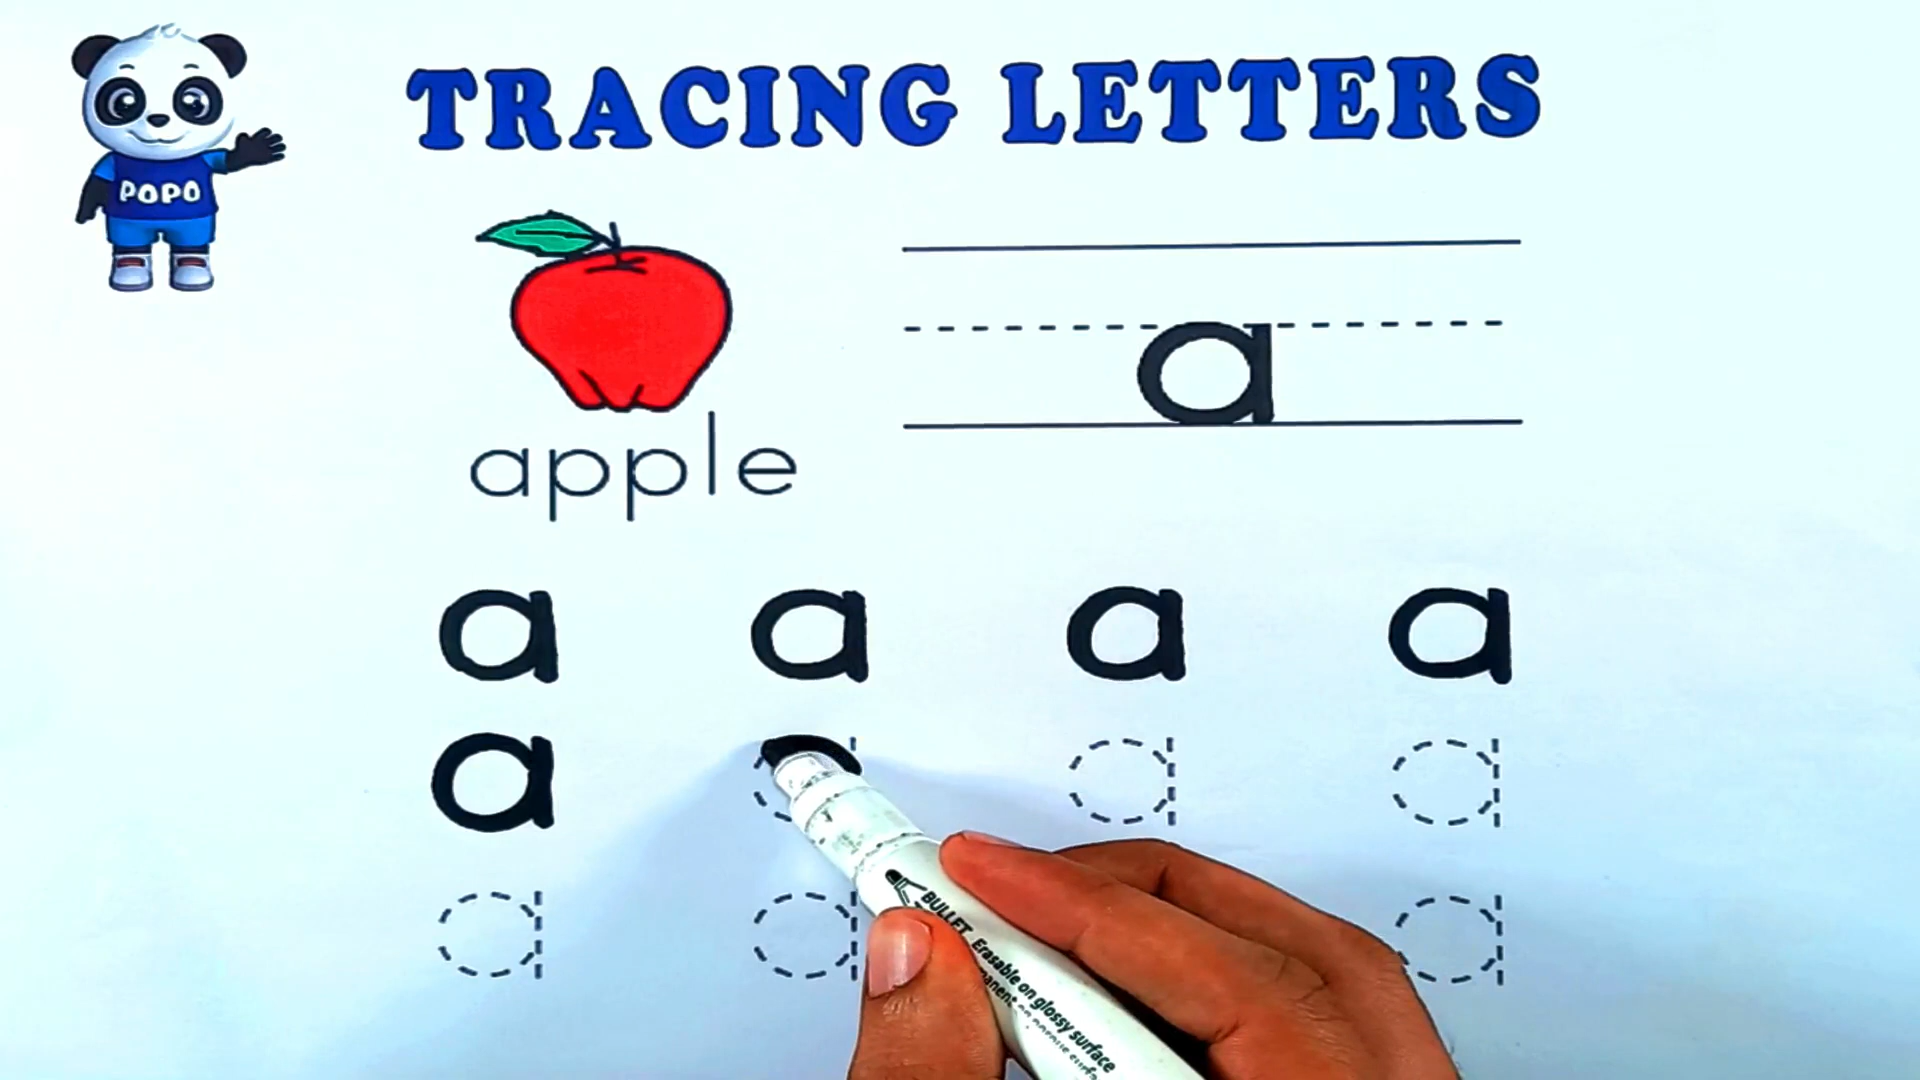 TRACING LETTERS
POPO
a
apple
a a a a
a a a
a a a
BULLET Erasable on glossy surface